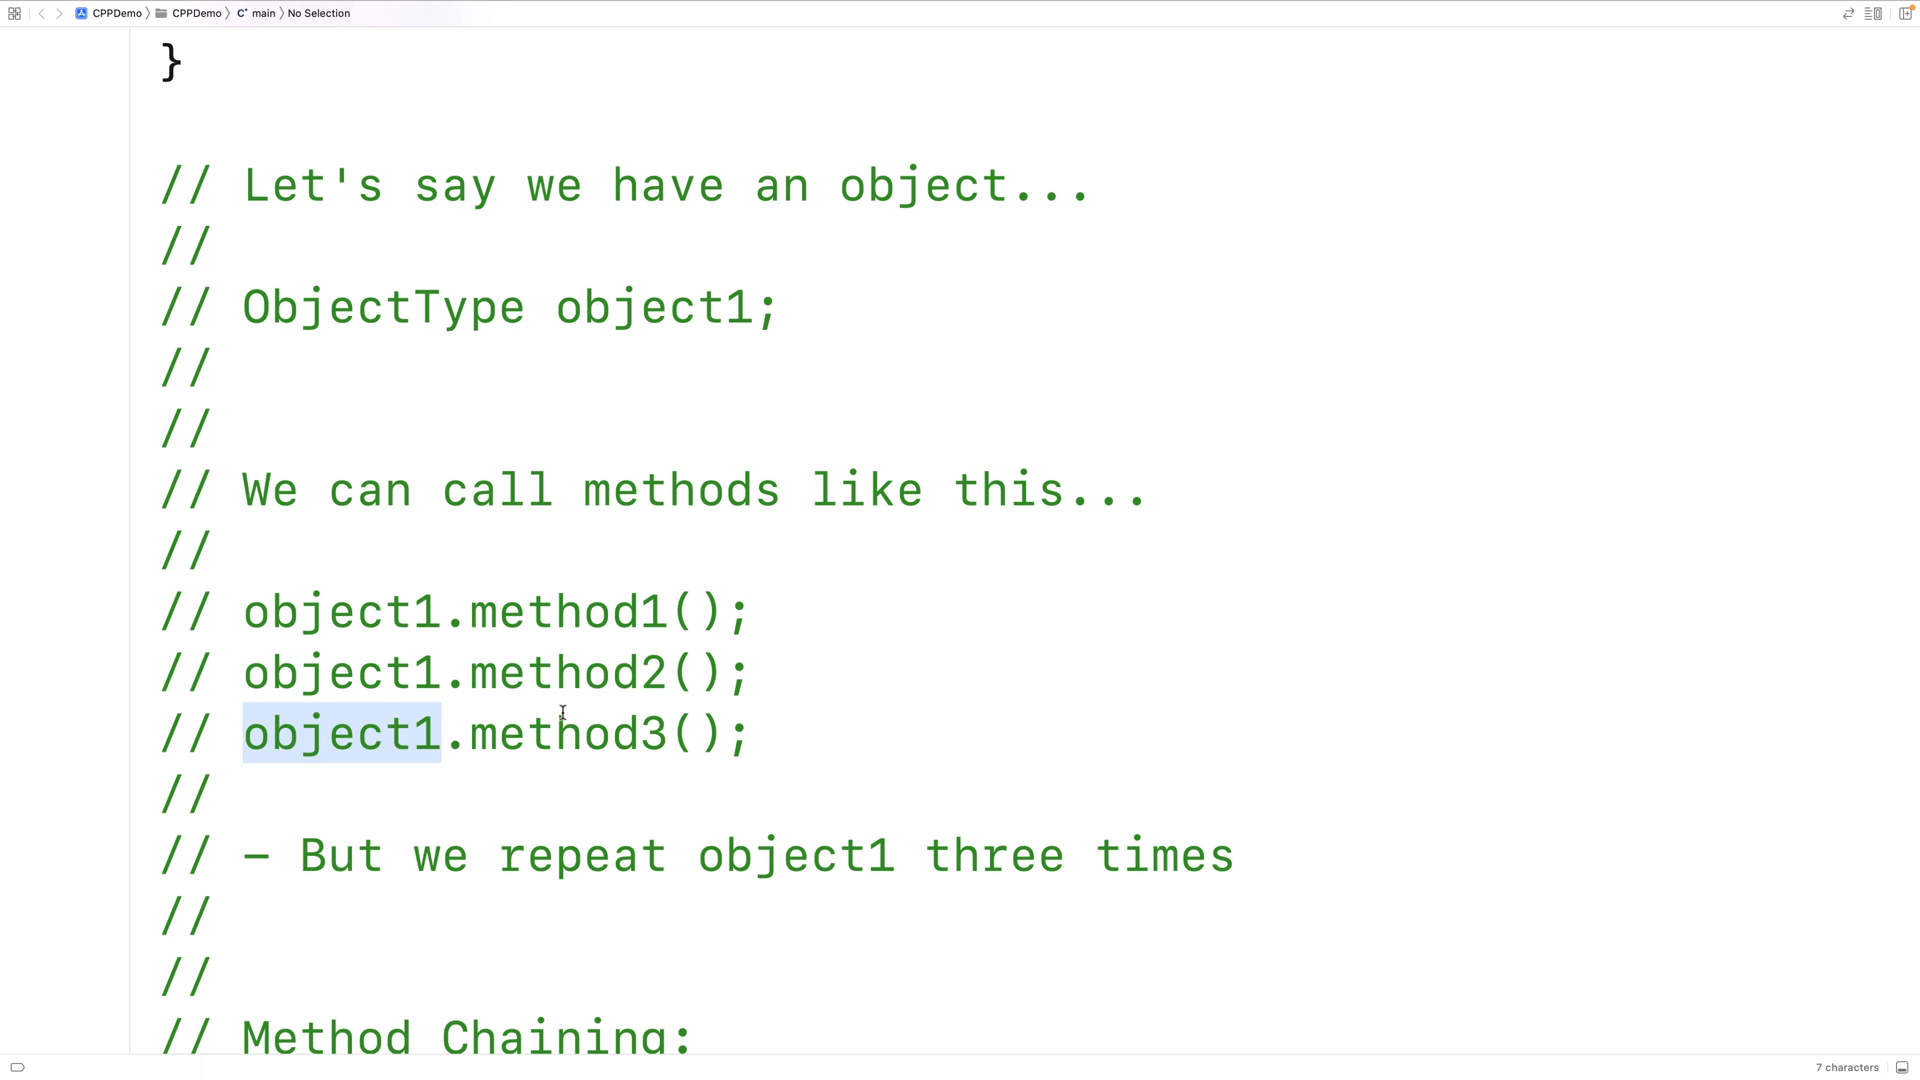 CPPDemo CPPDemo C+ main No Selection
}
// Let's say we have an object...
//
// ObjectType object1;
//
//
// We can call methods like this...
//
// object1.method1();
// object1.method2();
// object1.method3();
//
// – But we repeat object1 three times
//
//
// Method Chaining:
7 characters